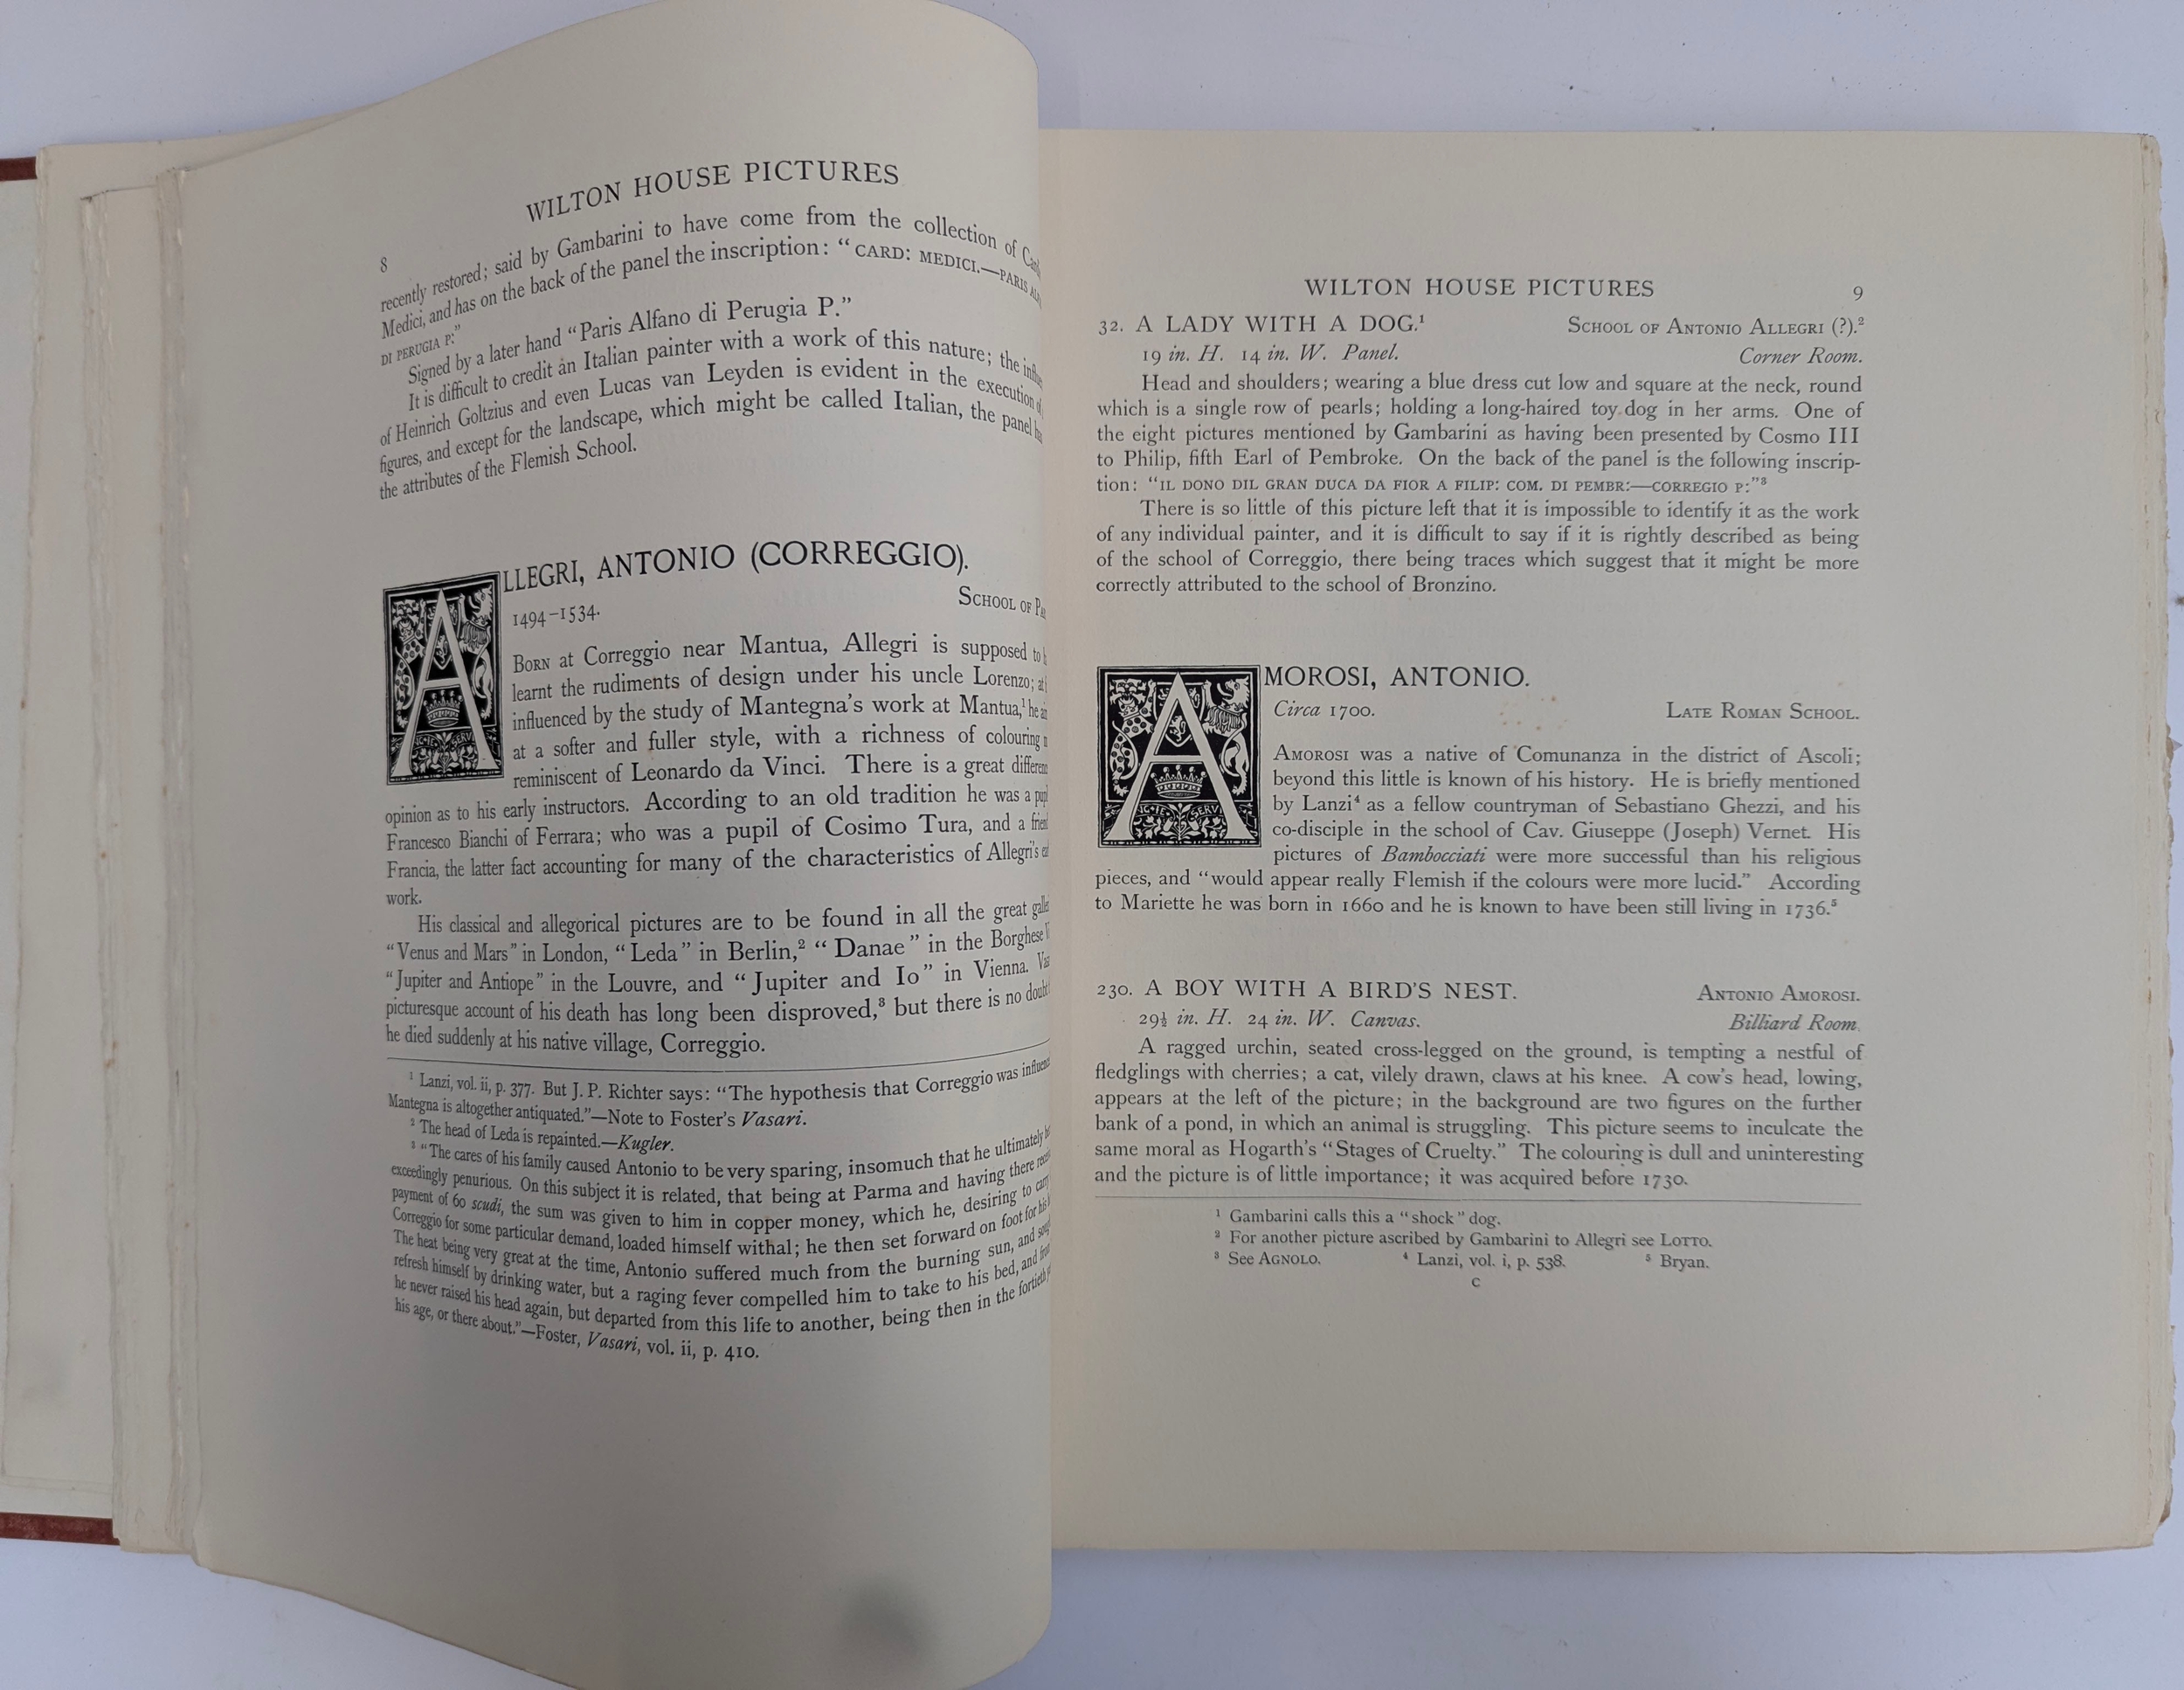 WILTON HOUSE PICTURES
8
recently restored; said by Gambarini to have come from the collection of
Medici, and has on the back of the panel the inscription: “CARD: MEDICI.—PARIS
DI PERUGIA P:”
Signed by a later hand “Paris Alfano di Perugia P.”
It is difficult to credit an Italian painter with a work of this nature; the
of Heinrich Goltzius and even Lucas van Leyden is evident in the execution
figures, and except for the landscape, which might be called Italian, the panel
the attributes of the Flemish School.
ALLEGRI, ANTONIO (CORREGGIO).
1494–1534.
SCHOOL OF
BORN at Correggio near Mantua, Allegri is supposed to
learnt the rudiments of design under his uncle Lorenzo;
influenced by the study of Mantegna’s work at Mantua,¹ he
at a softer and fuller style, with a richness of colouring
reminiscent of Leonardo da Vinci. There is a great
opinion as to his early instructors. According to an old tradition he was a
Francesco Bianchi of Ferrara; who was a pupil of Cosimo Tura, and a
Francia, the latter fact accounting for many of the characteristics of Allegri’s
work.
His classical and allegorical pictures are to be found in all the great
“Venus and Mars” in London, “Leda” in Berlin,² “Danae” in the Borghese
“Jupiter and Antiope” in the Louvre, and “Jupiter and Io” in Vienna.
picturesque account of his death has long been disproved,³ but there is no doubt
he died suddenly at his native village, Correggio.
¹ Lanzi, vol. ii, p. 377. But J. P. Richter says: “The hypothesis that Correggio was
Mantegna is altogether antiquated.”—Note to Foster’s Vasari.
² The head of Leda is repainted.—Kugler.
³ “The cares of his family caused Antonio to be very sparing, insomuch that he ultimately
exceedingly penurious. On this subject it is related, that being at Parma and having there
payment of 60 scudi, the sum was given to him in copper money, which he, desiring to
Correggio for some particular demand, loaded himself withal; he then set forward on foot for his
The heat being very great at the time, Antonio suffered much from the burning sun, and
refresh himself by drinking water, but a raging fever compelled him to take to his bed, and
he never raised his head again, but departed from this life to another, being then in the fortieth
his age, or there about.”—Foster, Vasari, vol. ii, p. 410.
WILTON HOUSE PICTURES 9
32. A LADY WITH A DOG.¹ SCHOOL OF ANTONIO ALLEGRI (?).²
19 in. H. 14 in. W. Panel. Corner Room.
Head and shoulders; wearing a blue dress cut low and square at the neck, round
which is a single row of pearls; holding a long-haired toy dog in her arms. One of
the eight pictures mentioned by Gambarini as having been presented by Cosmo III
to Philip, fifth Earl of Pembroke. On the back of the panel is the following inscrip-
tion: “IL DONO DIL GRAN DUCA DA FIOR A FILIP: COM. DI PEMBR:—CORREGIO P:”³
There is so little of this picture left that it is impossible to identify it as the work
of any individual painter, and it is difficult to say if it is rightly described as being
of the school of Correggio, there being traces which suggest that it might be more
correctly attributed to the school of Bronzino.
AMOROSI, ANTONIO.
Circa 1700. LATE ROMAN SCHOOL.
AMOROSI was a native of Comunanza in the district of Ascoli;
beyond this little is known of his history. He is briefly mentioned
by Lanzi⁴ as a fellow countryman of Sebastiano Ghezzi, and his
co-disciple in the school of Cav. Giuseppe (Joseph) Vernet. His
pictures of Bambocciati were more successful than his religious
pieces, and “would appear really Flemish if the colours were more lucid.” According
to Mariette he was born in 1660 and he is known to have been still living in 1736.⁵
230. A BOY WITH A BIRD’S NEST. ANTONIO AMOROSI.
29½ in. H. 24 in. W. Canvas. Billiard Room.
A ragged urchin, seated cross-legged on the ground, is tempting a nestful of
fledglings with cherries; a cat, vilely drawn, claws at his knee. A cow’s head, lowing,
appears at the left of the picture; in the background are two figures on the further
bank of a pond, in which an animal is struggling. This picture seems to inculcate the
same moral as Hogarth’s “Stages of Cruelty.” The colouring is dull and uninteresting
and the picture is of little importance; it was acquired before 1730.
¹ Gambarini calls this a “shock” dog.
² For another picture ascribed by Gambarini to Allegri see LOTTO.
³ See AGNOLO. ⁴ Lanzi, vol. i, p. 538. ⁵ Bryan.
C